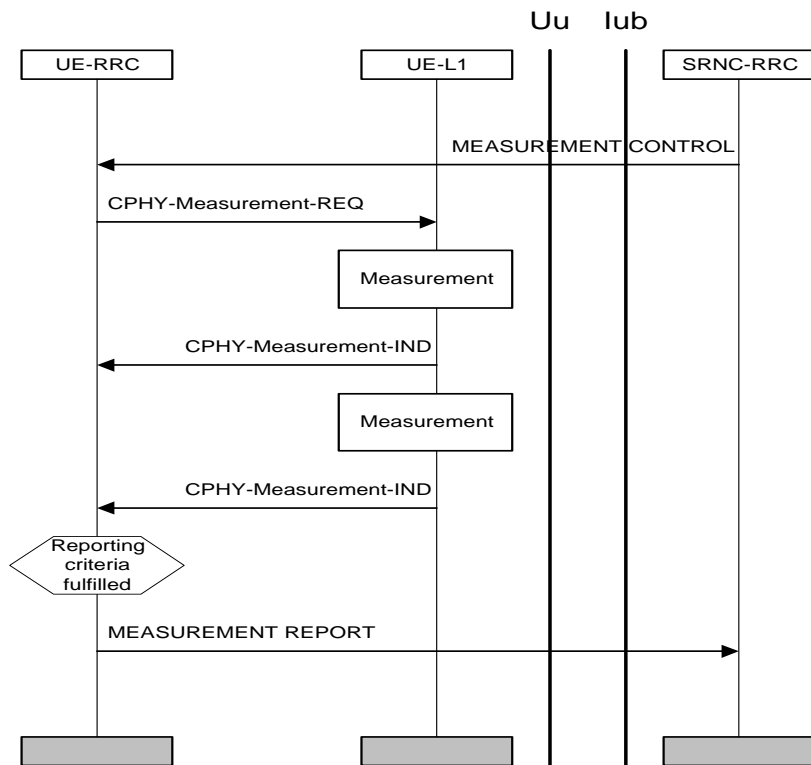 Uu Iub
UE-RRC UE-L1 SRNC-RRC
MEASUREMENT CONTROL
CPHY-Measurement-REQ
Measurement
CPHY-Measurement-IND
Measurement
CPHY-Measurement-IND
Reporting
criteria
fulfilled
MEASUREMENT REPORT